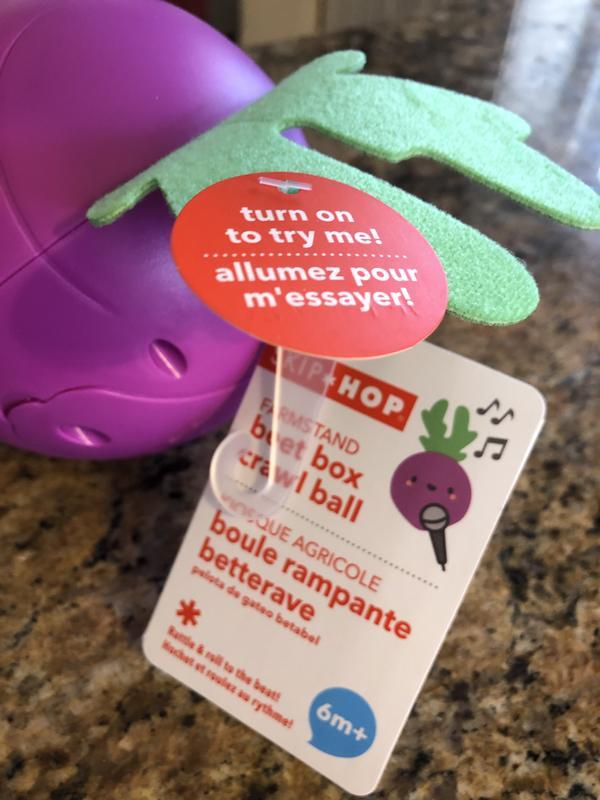 turn on
to try me!
allumez pour
m'essayer!
SKIP★HOP
FARMSTAND
beet box
crawl ball
KIOSQUE AGRICOLE
boule rampante
betterave
pelota de gateo betabel
* Rattle & roll to the beat!
Hochet et roulez au rythme!
6m+